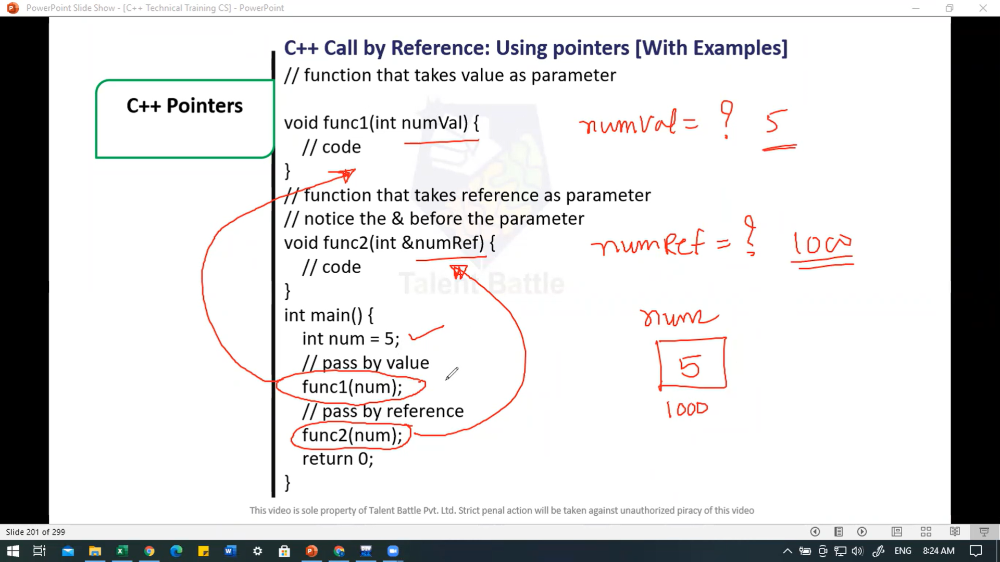 PowerPoint Slide Show - [C++ Technical Training CS] - PowerPoint
C++ Call by Reference: Using pointers [With Examples]
C++ Pointers
// function that takes value as parameter
void func1(int numVal) {
// code
}
// function that takes reference as parameter
// notice the & before the parameter
void func2(int &numRef) {
// code
}
int main() {
int num = 5;
// pass by value
func1(num);
// pass by reference
func2(num);
return 0;
}
numVal = ? 5
numRef = ? 1000
num
5
1000
Talent Battle
This video is sole property of Talent Battle Pvt. Ltd. Strict penal action will be taken against unauthorized piracy of this video
Slide 201 of 299
ENG 8:24 AM